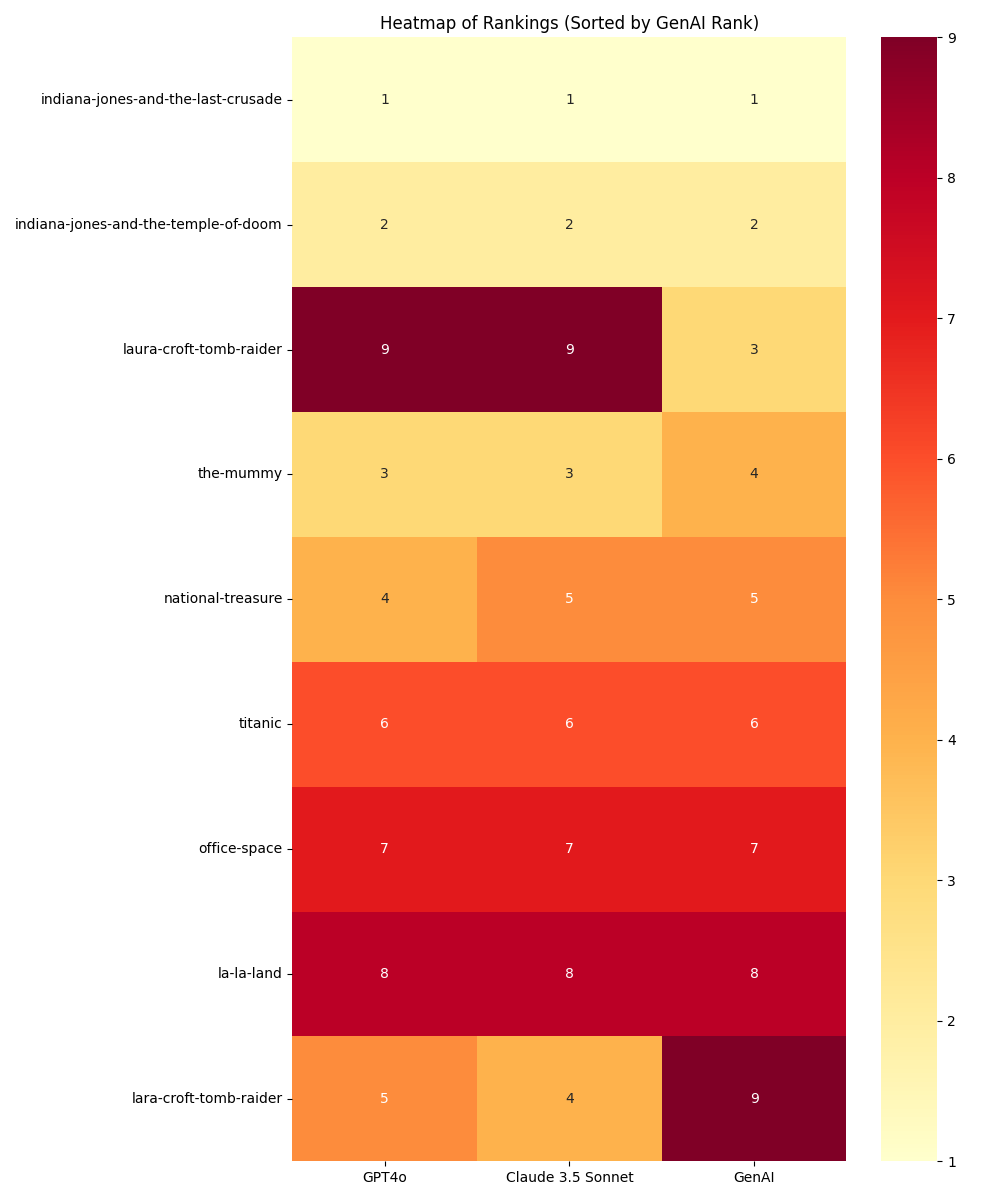 Heatmap of Rankings (Sorted by GenAI Rank)
indiana-jones-and-the-last-crusade 1 1 1
indiana-jones-and-the-temple-of-doom 2 2 2
laura-croft-tomb-raider 9 9 3
the-mummy 3 3 4
national-treasure 4 5 5
titanic 6 6 6
office-space 7 7 7
la-la-land 8 8 8
lara-croft-tomb-raider 5 4 9
GPT4o Claude 3.5 Sonnet GenAI
9
8
7
6
5
4
3
2
1